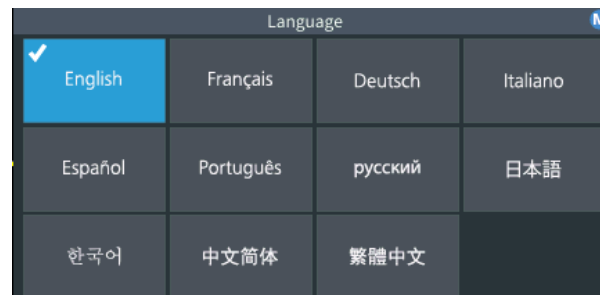 Language
English
Français
Deutsch
Italiano
Español
Português
русский
日本語
한국어
中文简体
繁體中文